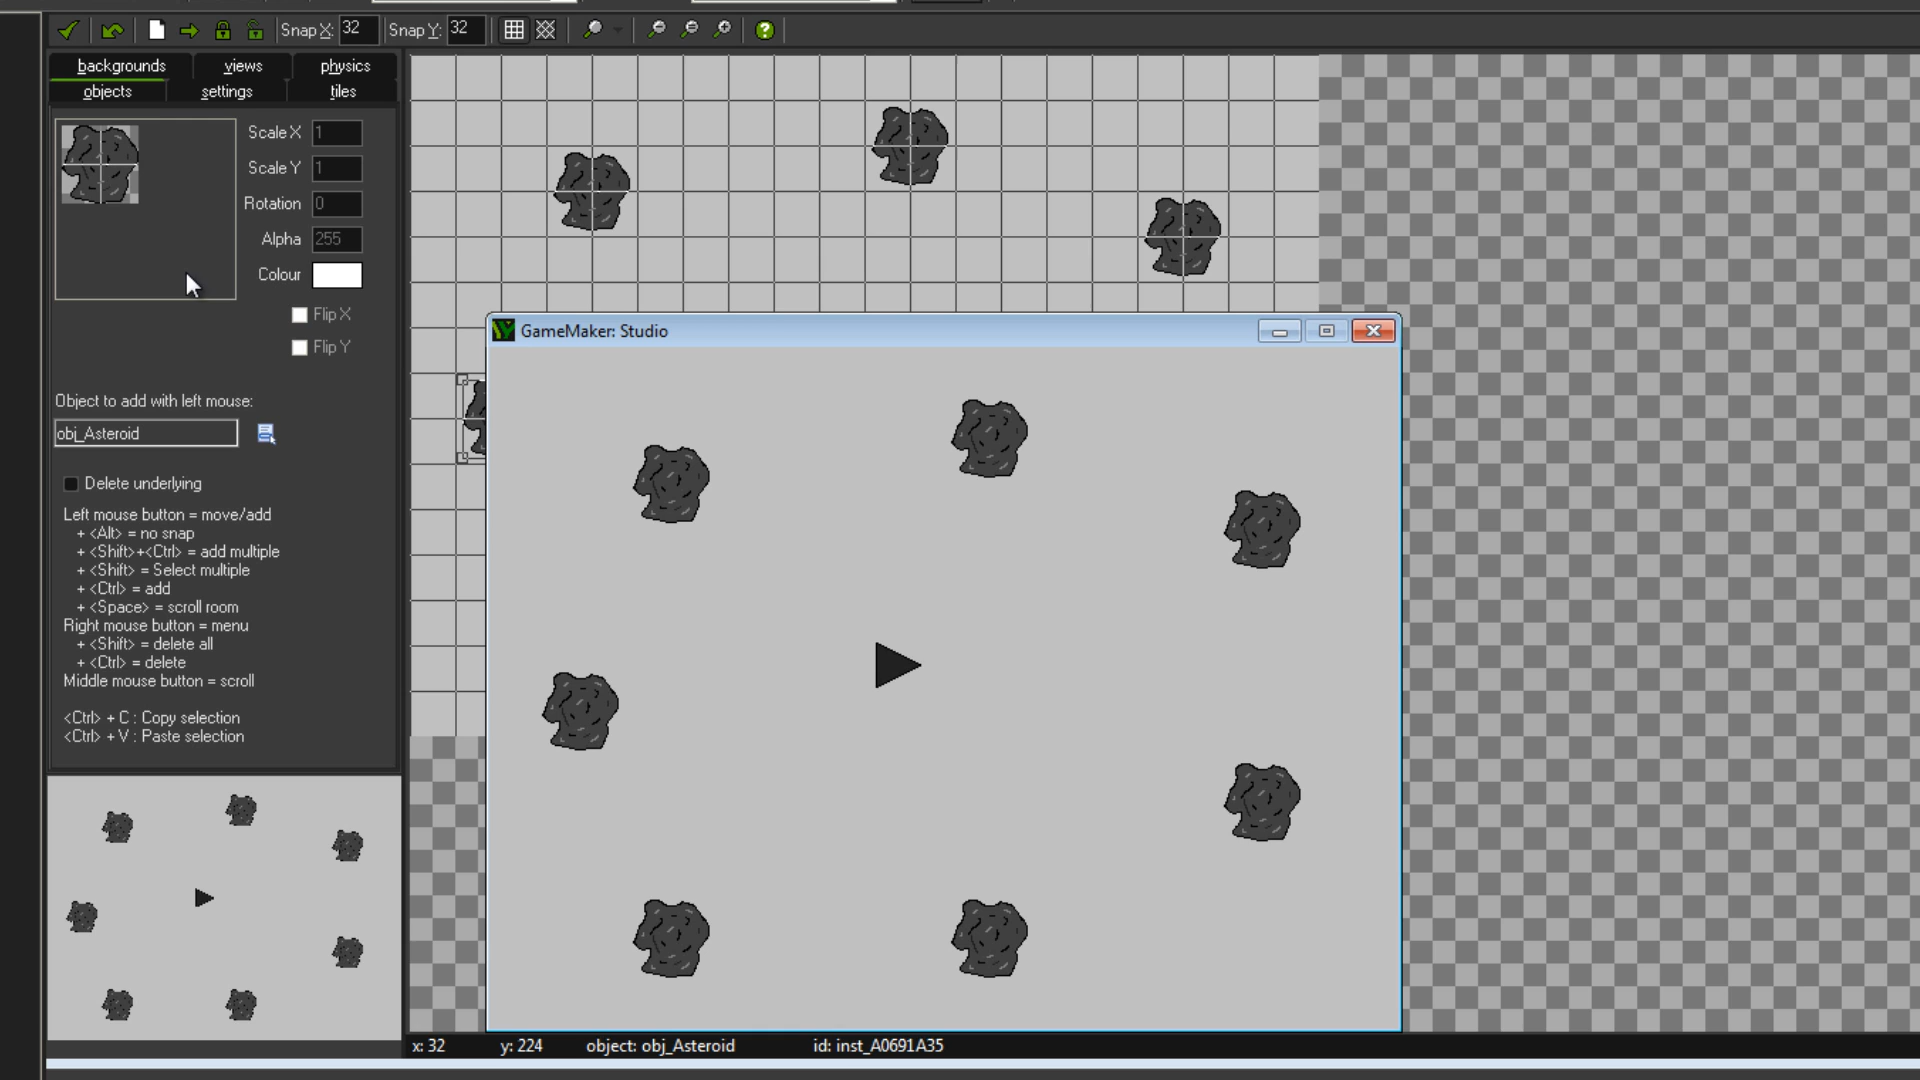 Snap X: 32 Snap Y: 32
backgrounds views physics
objects settings tiles
Scale X 1
Scale Y 1
Rotation 0
Alpha 255
Colour
Flip X
Flip Y
Object to add with left mouse:
obj_Asteroid
Delete underlying
Left mouse button = move/add
+ <Alt> = no snap
+ <Shift>+<Ctrl> = add multiple
+ <Shift> = Select multiple
+ <Ctrl> = add
+ <Space> = scroll room
Right mouse button = menu
+ <Shift> = delete all
+ <Ctrl> = delete
Middle mouse button = scroll
<Ctrl> + C : Copy selection
<Ctrl> + V : Paste selection
GameMaker: Studio
x: 32 y: 224 object: obj_Asteroid id: inst_A0691A35